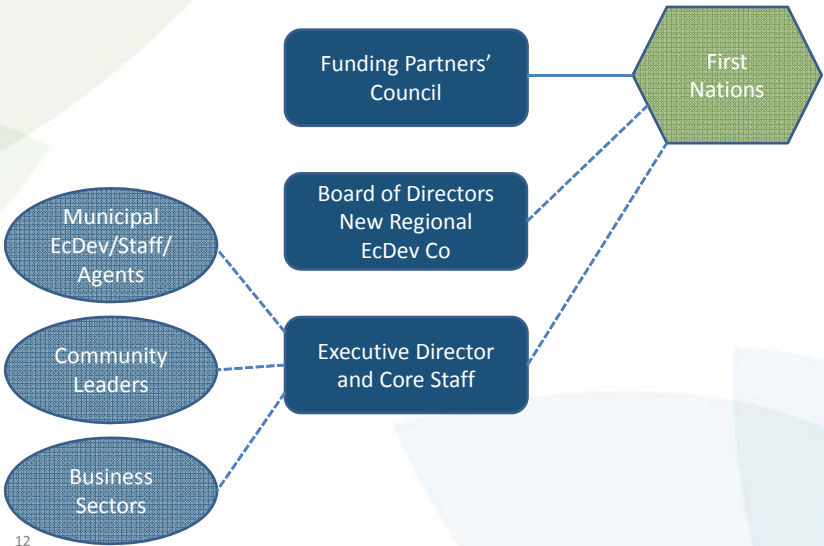 Funding Partners’
Council
First
Nations
Board of Directors
New Regional
EcDev Co
Municipal
EcDev/Staff/
Agents
Community
Leaders
Executive Director
and Core Staff
Business
Sectors
12